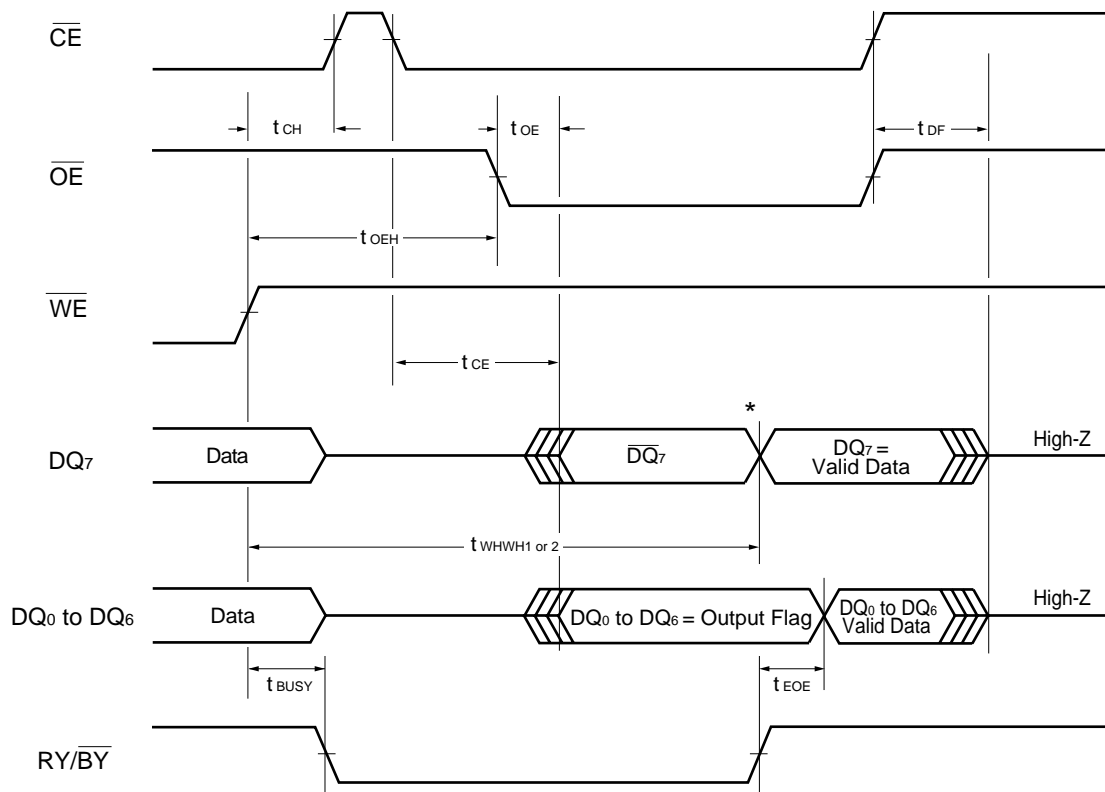 CE
t CH
t OE
t DF
OE
t OEH
WE
t CE
*
DQ7
Data
DQ7
DQ7 =
Valid Data
High-Z
t WHWH1 or 2
DQ0 to DQ6
Data
DQ0 to DQ6 = Output Flag
DQ0 to DQ6
Valid Data
High-Z
t BUSY
t EOE
RY/BY